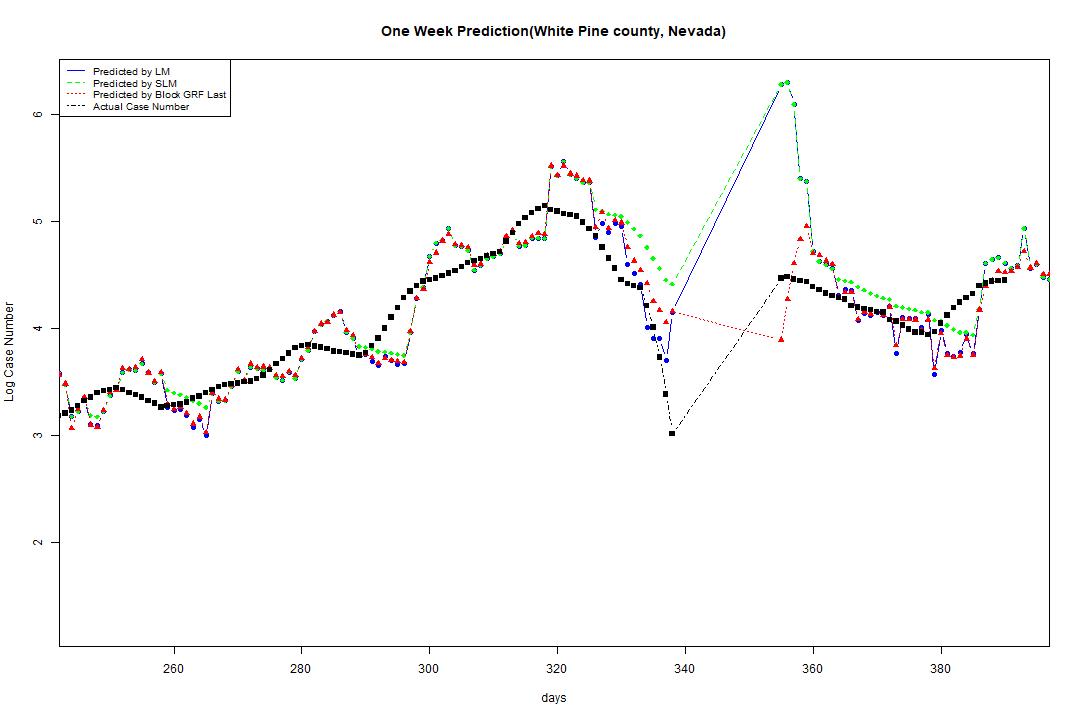 One Week Prediction(White Pine county, Nevada)
Predicted by LM
Predicted by SLM
Predicted by Block GRF Last
Actual Case Number
Log Case Number
6
5
4
3
2
260 280 300 320 340 360 380
days